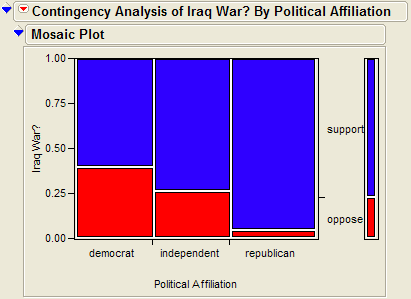 Contingency Analysis of Iraq War? By Political Affiliation
Mosaic Plot
1.00
0.75
0.50
0.25
0.00
Iraq War?
support
oppose
democrat independent republican
Political Affiliation